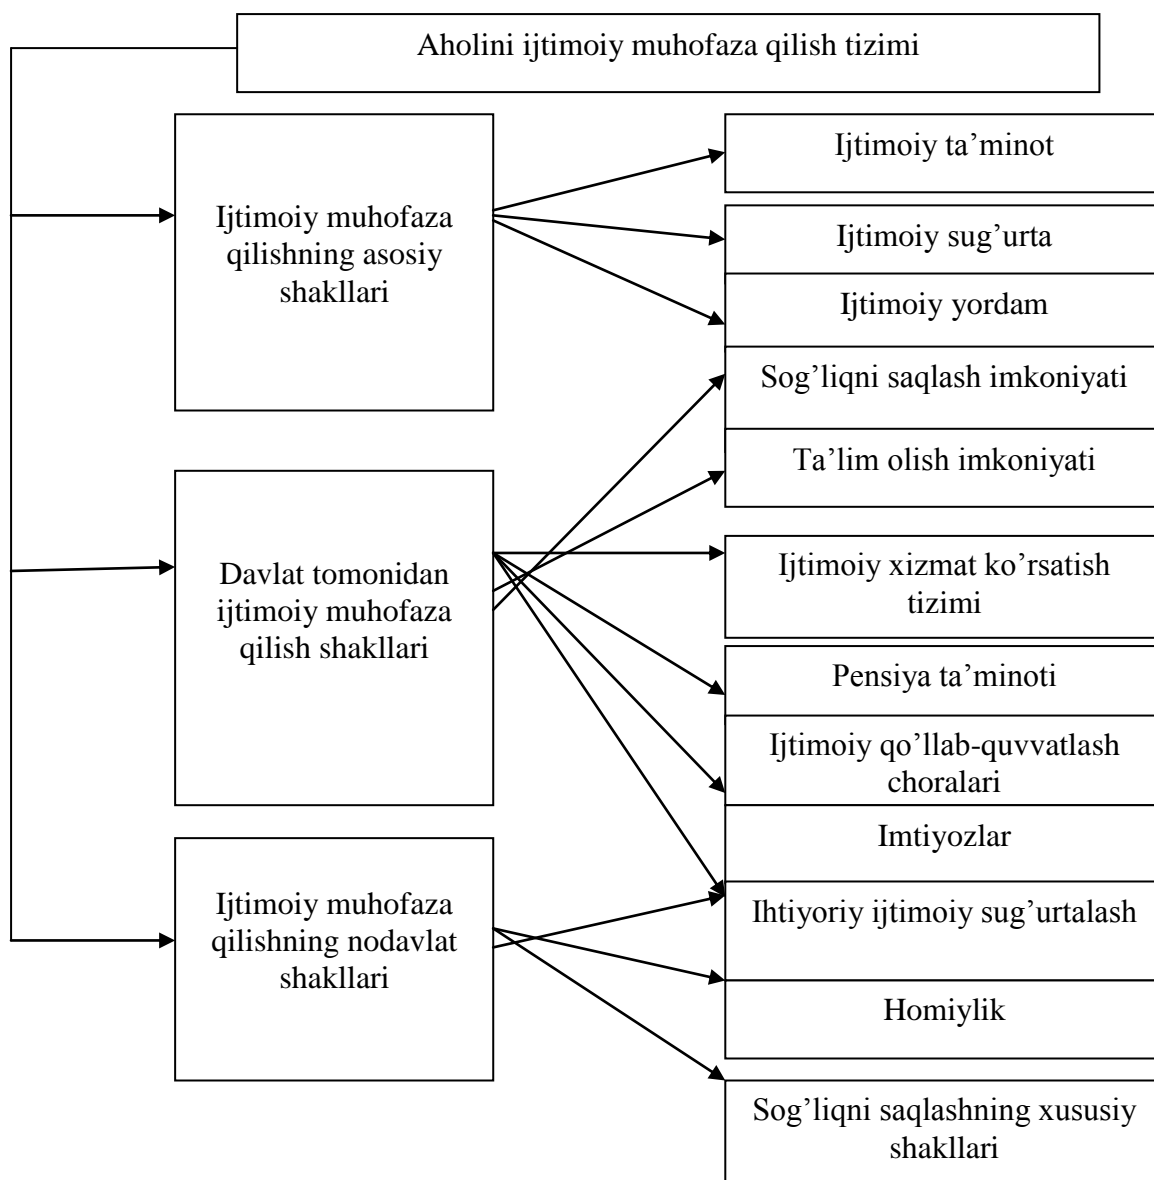 Aholini ijtimoiy muhofaza qilish tizimi
Ijtimoiy muhofaza
qilishning asosiy
shakllari
Ijtimoiy ta’minot
Ijtimoiy sug’urta
Ijtimoiy yordam
Sog’liqni saqlash imkoniyati
Ta’lim olish imkoniyati
Davlat tomonidan
ijtimoiy muhofaza
qilish shakllari
Ijtimoiy xizmat ko’rsatish
tizimi
Pensiya ta’minoti
Ijtimoiy qo’llab-quvvatlash
choralari
Imtiyozlar
Ijtimoiy muhofaza
qilishning nodavlat
shakllari
Ihtiyoriy ijtimoiy sug’urtalash
Homiylik
Sog’liqni saqlashning xususiy
shakllari